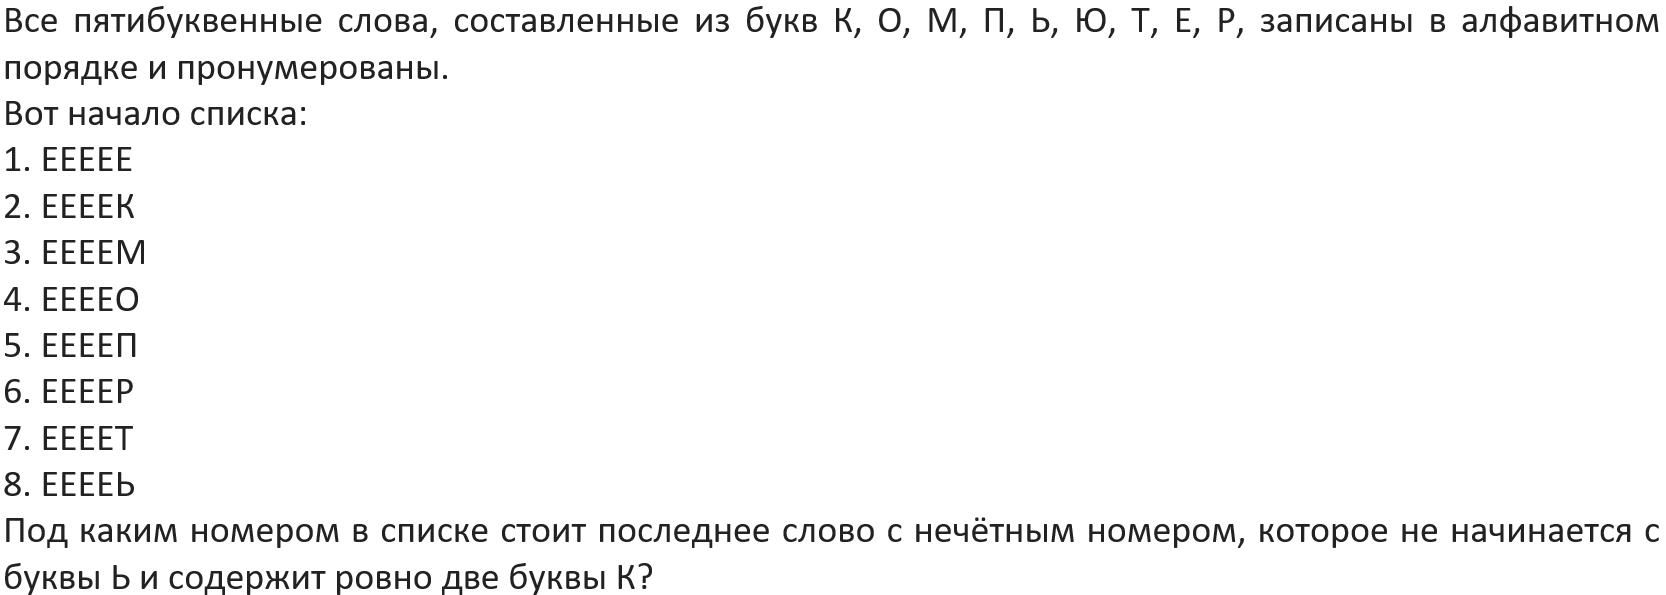 Все пятибуквенные слова, составленные из букв К, О, М, П, Ь, Ю, Т, Е, Р, записаны в алфавитном
порядке и пронумерованы.
Вот начало списка:
1. ЕЕЕЕЕ
2. ЕЕЕЕК
3. ЕЕЕЕМ
4. ЕЕЕЕО
5. ЕЕЕЕП
6. ЕЕЕЕР
7. ЕЕЕЕТ
8. ЕЕЕЕЬ
Под каким номером в списке стоит последнее слово с нечётным номером, которое не начинается с
буквы Ь и содержит ровно две буквы К?